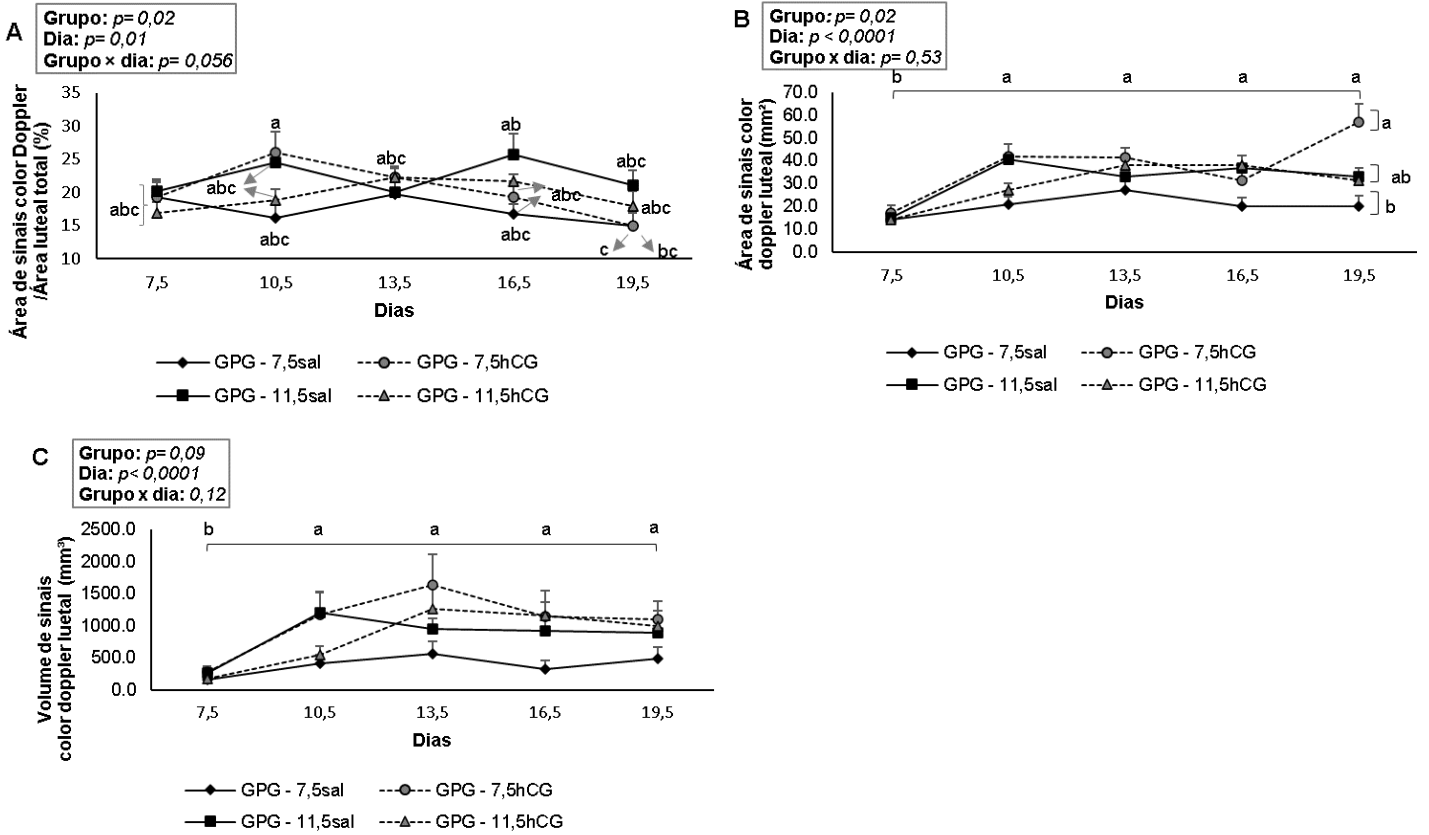 A
Grupo: p= 0,02
Dia: p= 0,01
Grupo × dia: p= 0,056
Área de sinais color Doppler
/Área luteal total (%)
35
30
25
20
15
10
a
ab
abc
abc
abc
abc
abc
abc
abc
abc
abc
c
bc
7,5
10,5
13,5
16,5
19,5
Dias
GPG - 7,5sal
GPG - 7,5hCG
GPG - 11,5sal
GPG - 11,5hCG
B
Grupo: p= 0,02
Dia: p < 0,0001
Grupo x dia: p= 0,53
Área de sinais color
doppler luteal (mm²)
b
a
a
a
a
70.0
60.0
50.0
40.0
30.0
20.0
10.0
0.0
a
ab
b
7,5
10,5
13,5
16,5
19,5
Dias
GPG - 7,5sal
GPG - 7,5hCG
GPG - 11,5sal
GPG - 11,5hCG
C
Grupo: p= 0,09
Dia: p< 0,0001
Grupo x dia: 0,12
Volume de sinais
color doppler luetal (mm³)
2500.0
2000.0
1500.0
1000.0
500.0
0.0
b
a
a
a
a
7,5
10,5
13,5
16,5
19,5
Dias
GPG - 7,5sal
GPG - 7,5hCG
GPG - 11,5sal
GPG - 11,5hCG